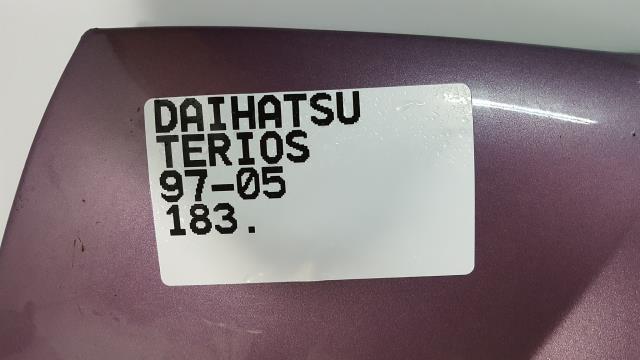 DAIHATSU
TERIOS
97-05
183.